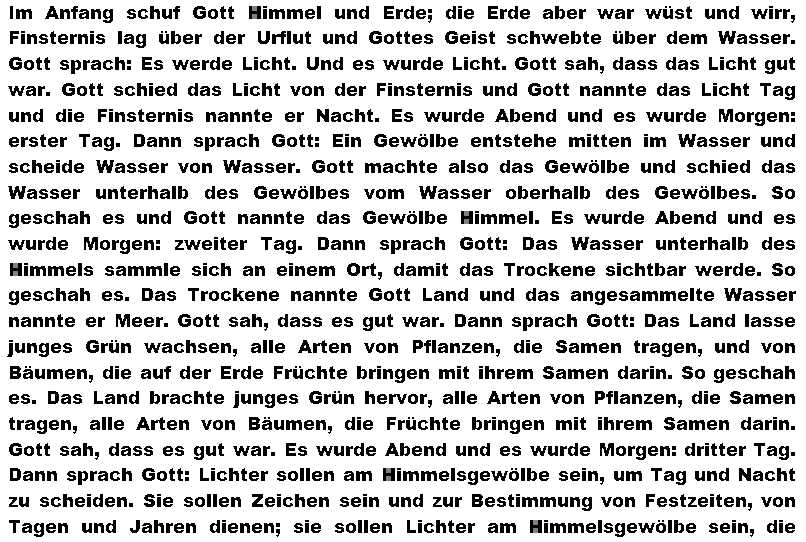 Im Anfang schuf Gott Himmel und Erde; die Erde aber war wüst und wirr,
Finsternis lag über der Urflut und Gottes Geist schwebte über dem Wasser.
Gott sprach: Es werde Licht. Und es wurde Licht. Gott sah, dass das Licht gut
war. Gott schied das Licht von der Finsternis und Gott nannte das Licht Tag
und die Finsternis nannte er Nacht. Es wurde Abend und es wurde Morgen:
erster Tag. Dann sprach Gott: Ein Gewölbe entstehe mitten im Wasser und
scheide Wasser von Wasser. Gott machte also das Gewölbe und schied das
Wasser unterhalb des Gewölbes vom Wasser oberhalb des Gewölbes. So
geschah es und Gott nannte das Gewölbe Himmel. Es wurde Abend und es
wurde Morgen: zweiter Tag. Dann sprach Gott: Das Wasser unterhalb des
Himmels sammle sich an einem Ort, damit das Trockene sichtbar werde. So
geschah es. Das Trockene nannte Gott Land und das angesammelte Wasser
nannte er Meer. Gott sah, dass es gut war. Dann sprach Gott: Das Land lasse
junges Grün wachsen, alle Arten von Pflanzen, die Samen tragen, und von
Bäumen, die auf der Erde Früchte bringen mit ihrem Samen darin. So geschah
es. Das Land brachte junges Grün hervor, alle Arten von Pflanzen, die Samen
tragen, alle Arten von Bäumen, die Früchte bringen mit ihrem Samen darin.
Gott sah, dass es gut war. Es wurde Abend und es wurde Morgen: dritter Tag.
Dann sprach Gott: Lichter sollen am Himmelsgewölbe sein, um Tag und Nacht
zu scheiden. Sie sollen Zeichen sein und zur Bestimmung von Festzeiten, von
Tagen und Jahren dienen; sie sollen Lichter am Himmelsgewölbe sein, die